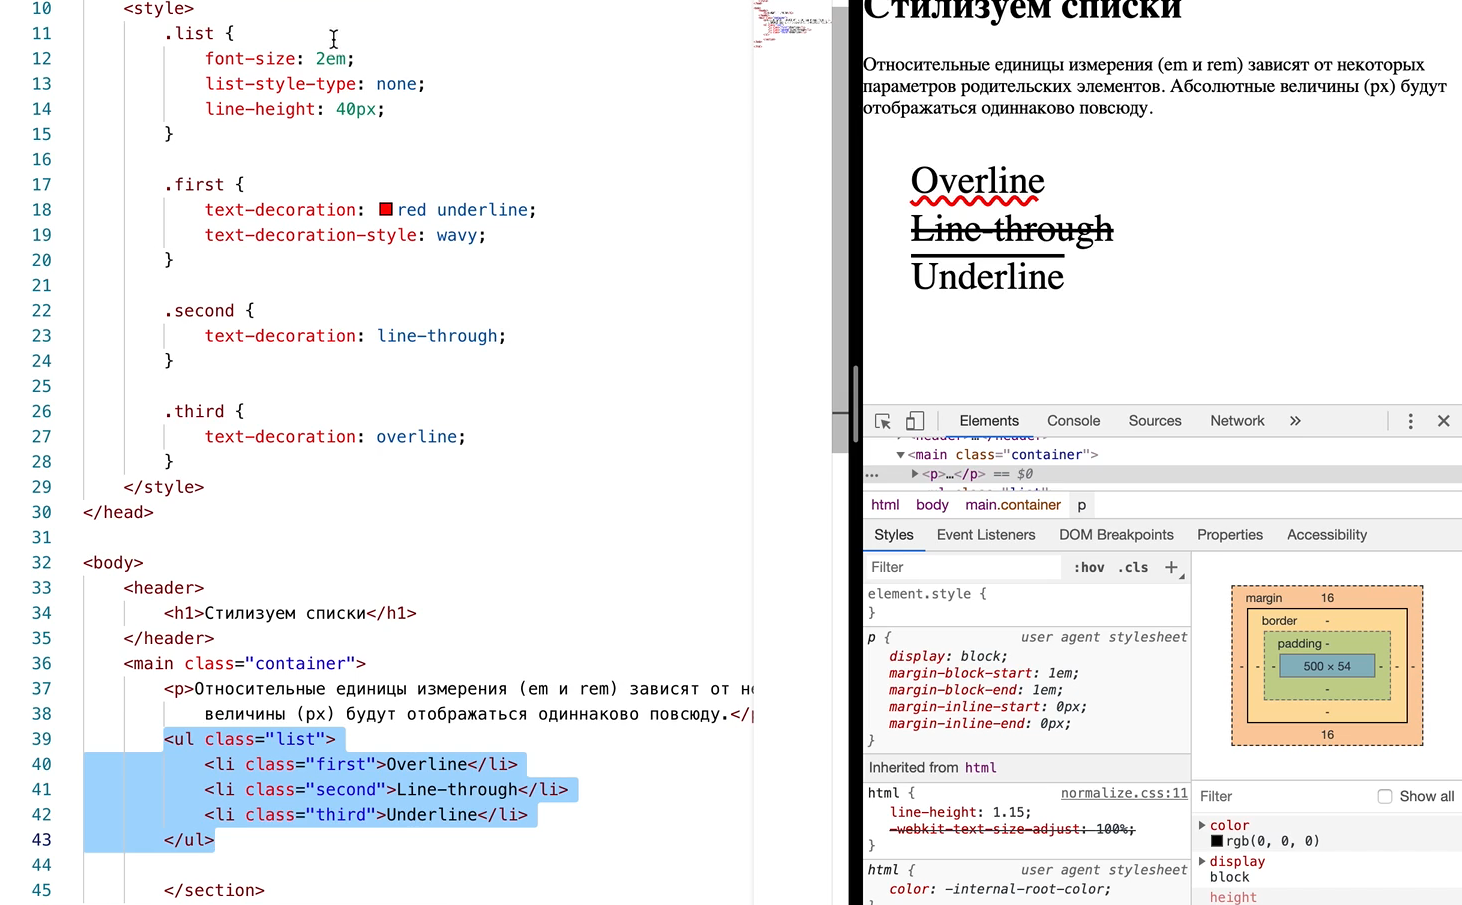 10 <style>
11 .list {
12 font-size: 2em;
13 list-style-type: none;
14 line-height: 40px;
15 }
16
17 .first {
18 text-decoration: red underline;
19 text-decoration-style: wavy;
20 }
21
22 .second {
23 text-decoration: line-through;
24 }
25
26 .third {
27 text-decoration: overline;
28 }
29 </style>
30 </head>
31
32 <body>
33 <header>
34 <h1>Стилизуем списки</h1>
35 </header>
36 <main class="container">
37 <p>Относительные единицы измерения (em и rem) зависят от
38 величины (px) будут отображаться одиннаково повсюду.</
39 <ul class="list">
40 <li class="first">Overline</li>
41 <li class="second">Line-through</li>
42 <li class="third">Underline</li>
43 </ul>
44
45 </section>
Стилизуем списки
Относительные единицы измерения (em и rem) зависят от некоторых
параметров родительских элементов. Абсолютные величины (px) будут
отображаться одиннаково повсюду.
Overline
Line-through
Underline
Elements Console Sources Network »
▼<main class="container">
… ▶<p>…</p> == $0
html body main.container p
Styles Event Listeners DOM Breakpoints Properties Accessibility
Filter :hov .cls +
element.style {
}
p { user agent stylesheet
display: block;
margin-block-start: 1em;
margin-block-end: 1em;
margin-inline-start: 0px;
margin-inline-end: 0px;
}
Inherited from html
html { normalize.css:11
line-height: 1.15;
-webkit-text-size-adjust: 100%;
}
html { user agent stylesheet
color: -internal-root-color;
margin 16
border -
padding -
- - - 500 × 54 - - -
-
-
16
Filter Show all
▶ color
rgb(0, 0, 0)
▶ display
block
height